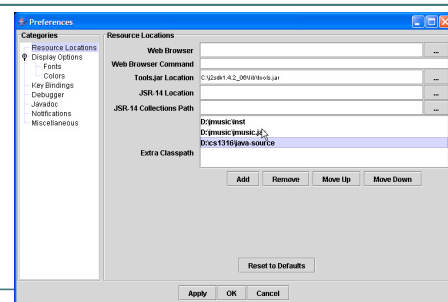 Preferences
Categories
Resource Locations
Display Options
Fonts
Colors
Key Bindings
Debugger
Javadoc
Notifications
Miscellaneous
Resource Locations
Web Browser ...
Web Browser Command
Tools.jar Location C:\j2sdk1.4.2_06\lib\tools.jar ...
JSR-14 Location ...
JSR-14 Collections Path ...
Extra Classpath
D:\jmusic\inst
D:\jmusic\jmusic.jar
D:\cs1316\java-source
Add Remove Move Up Move Down
Reset to Defaults
Apply OK Cancel